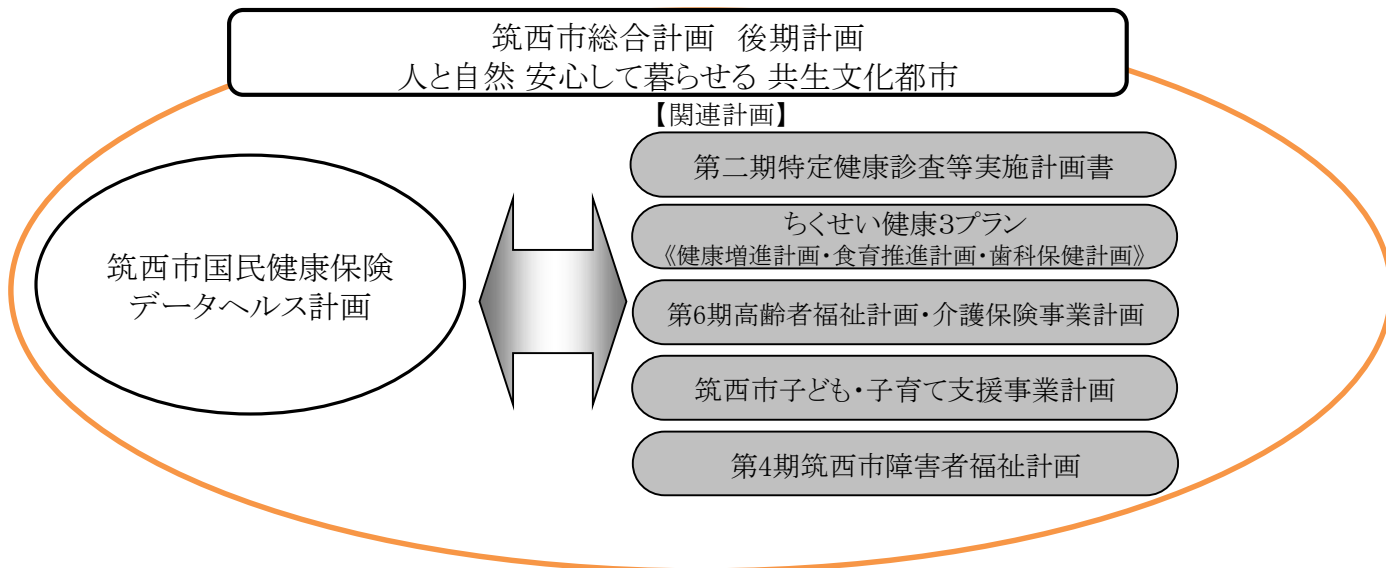 筑西市総合計画　後期計画
人と自然 安心して暮らせる 共生文化都市
【関連計画】
第二期特定健康診査等実施計画書
ちくせい健康3プラン
《健康増進計画・食育推進計画・歯科保健計画》
筑西市国民健康保険
データヘルス計画
第6期高齢者福祉計画・介護保険事業計画
筑西市子ども・子育て支援事業計画
第4期筑西市障害者福祉計画